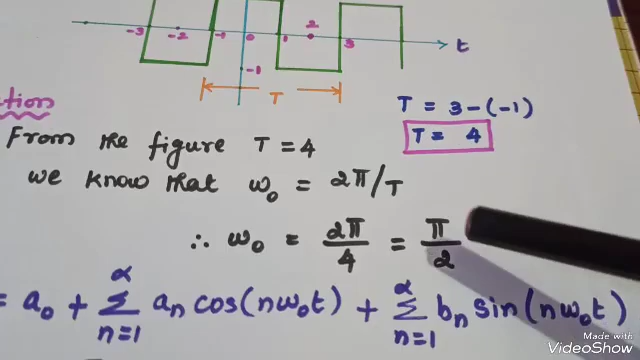 -3 -2 -1 0 1 2 3 t
-1
T
T = 3-(-1)
T = 4
From the figure T = 4
we know that ω₀ = 2π/T
∴ ω₀ = 2π/4 = π/2
= a₀ + ∑ₙ₌₁^α aₙ cos(nω₀t) + ∑ₙ₌₁^α bₙ sin(nω₀t)
Made with
VideoShow